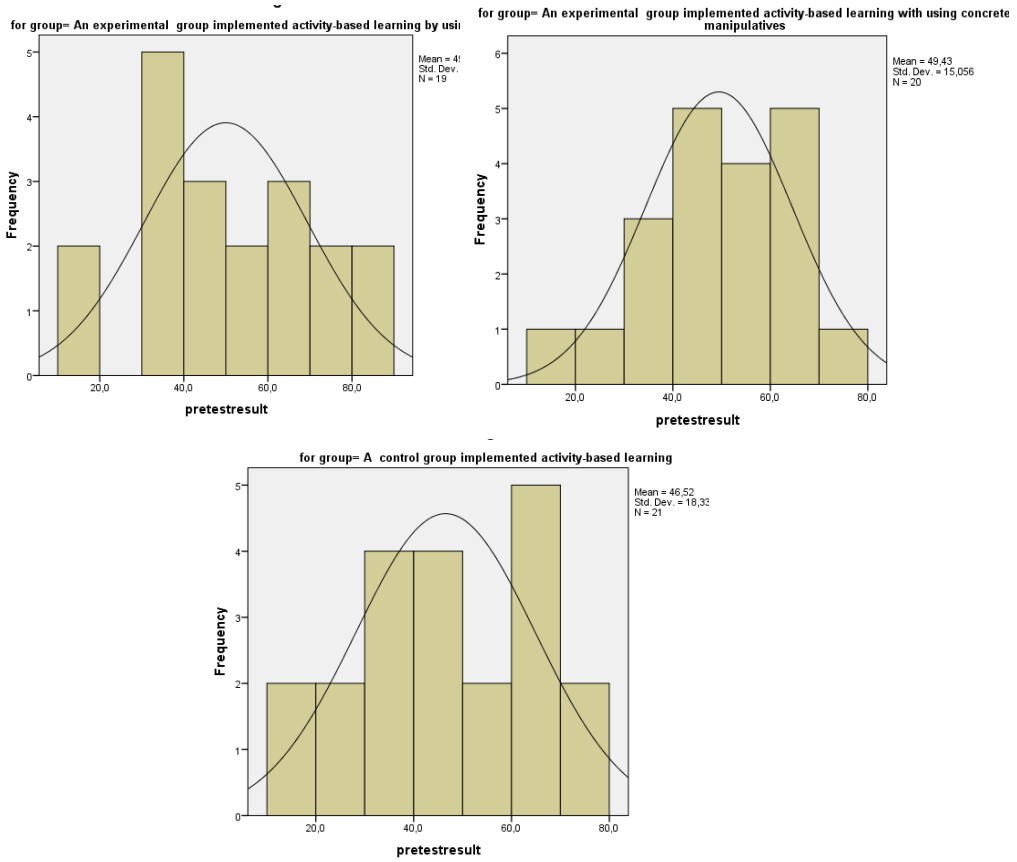 for group= An experimental group implemented activity-based learning by
Mean =
Std. Dev.
N = 19
5
4
3
2
1
0
Frequency
20,0
40,0
60,0
80,0
pretestresult
for group= An experimental group implemented activity-based learning with using concrete
manipulatives
Mean = 49,43
Std. Dev. = 15,056
N = 20
6
5
4
3
2
1
0
Frequency
20,0
40,0
60,0
80,0
pretestresult
for group= A control group implemented activity-based learning
Mean = 46,52
Std. Dev. = 18,33
N = 21
5
4
3
2
1
0
Frequency
20,0
40,0
60,0
80,0
pretestresult